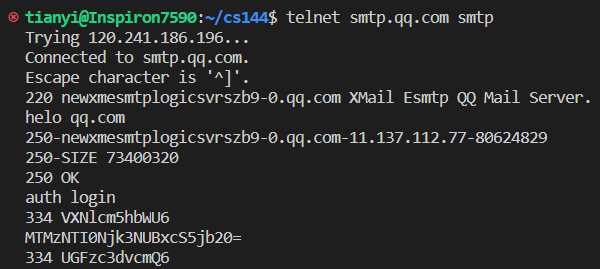 tianyi@Inspiron7590:~/cs144$ telnet smtp.qq.com smtp
Trying 120.241.186.196...
Connected to smtp.qq.com.
Escape character is '^]'.
220 newxmesmtplogicsvrszb9-0.qq.com XMail Esmtp QQ Mail Server.
helo qq.com
250-newxmesmtplogicsvrszb9-0.qq.com-11.137.112.77-80624829
250-SIZE 73400320
250 OK
auth login
334 VXNlcm5hbWU6
MTMzNTI0Njk3NUBxcS5jb20=
334 UGFzc3dvcmQ6